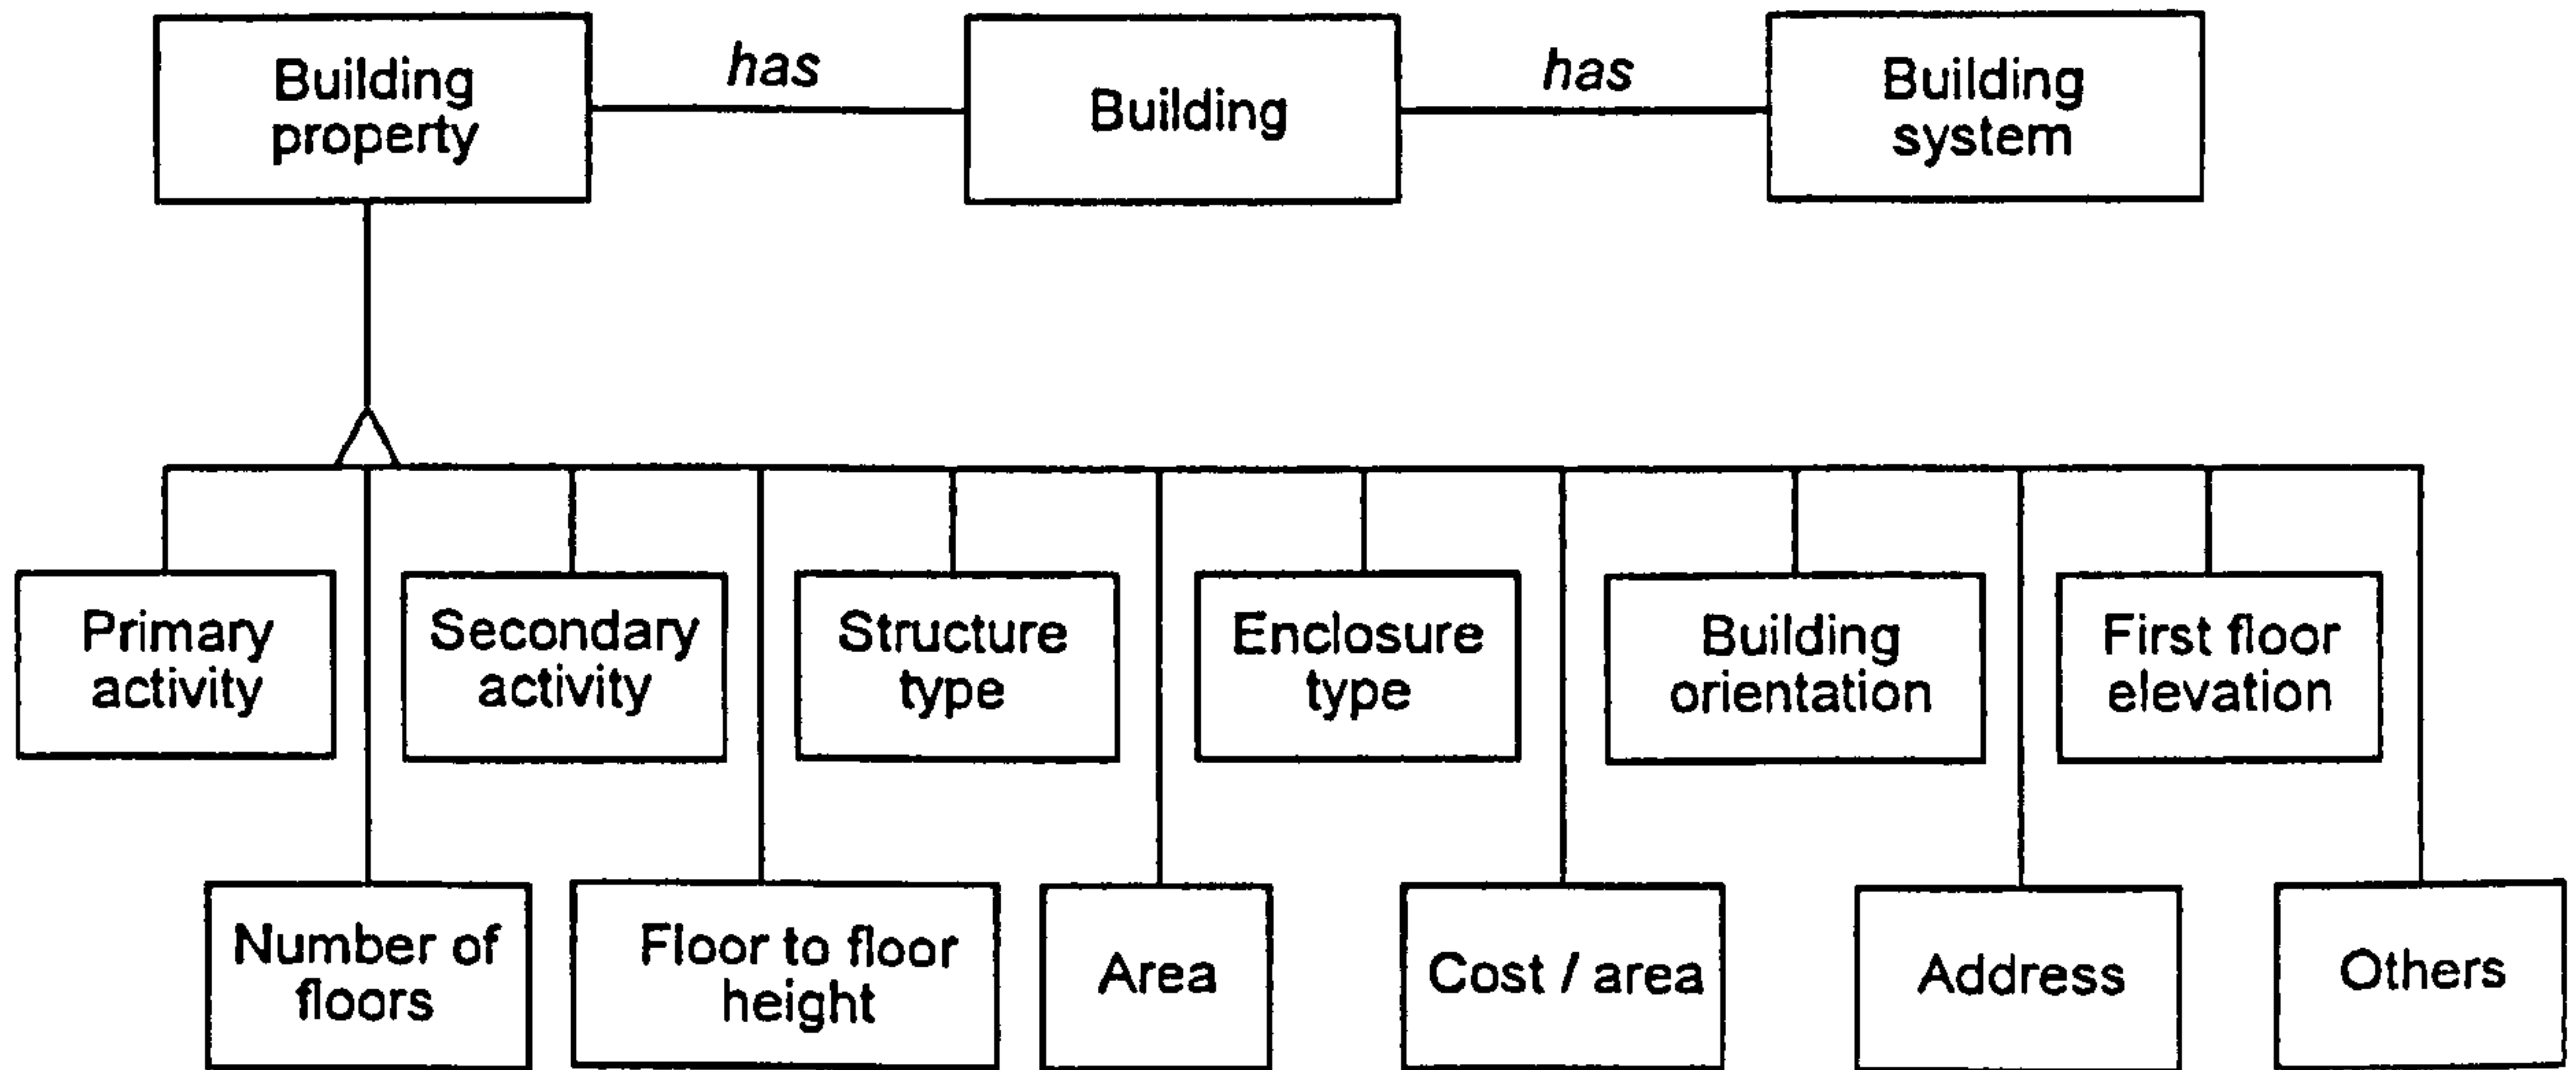 Building
property
has
Building
has
Building
system
Primary
activity
Secondary
activity
Structure
type
Enclosure
type
Building
orientation
First floor
elevation
Number of
floors
Floor to floor
height
Area
Cost / area
Address
Others